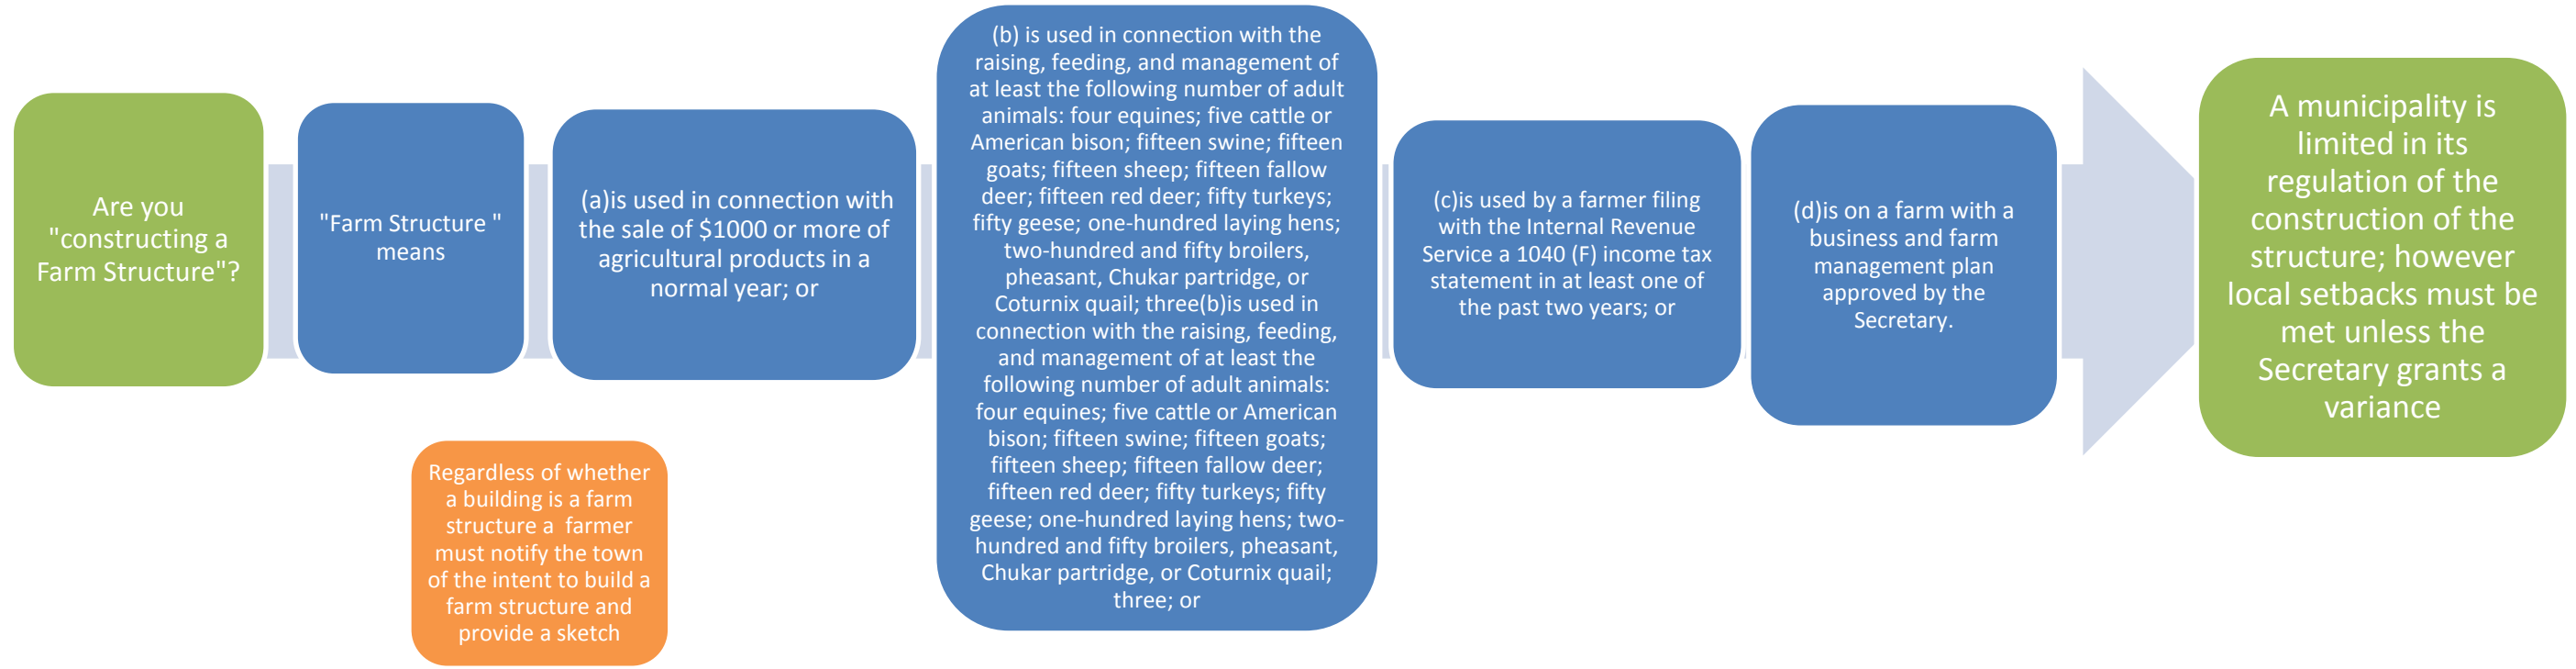 Are you
"constructing a
Farm Structure"?
"Farm Structure "
means
(a)is used in connection with
the sale of $1000 or more of
agricultural products in a
normal year; or
(b) is used in connection with the
raising, feeding, and management of
at least the following number of adult
animals: four equines; five cattle or
American bison; fifteen swine; fifteen
goats; fifteen sheep; fifteen fallow
deer; fifteen red deer; fifty turkeys;
fifty geese; one-hundred laying hens;
two-hundred and fifty broilers,
pheasant, Chukar partridge, or
Coturnix quail; three(b)is used in
connection with the raising, feeding,
and management of at least the
following number of adult animals:
four equines; five cattle or American
bison; fifteen swine; fifteen goats;
fifteen sheep; fifteen fallow deer;
fifteen red deer; fifty turkeys; fifty
geese; one-hundred laying hens; two-
hundred and fifty broilers, pheasant,
Chukar partridge, or Coturnix quail;
three; or
(c)is used by a farmer filing
with the Internal Revenue
Service a 1040 (F) income tax
statement in at least one of
the past two years; or
(d)is on a farm with a
business and farm
management plan
approved by the
Secretary.
A municipality is
limited in its
regulation of the
construction of the
structure; however
local setbacks must be
met unless the
Secretary grants a
variance
Regardless of whether
a building is a farm
structure a  farmer
must notify the town
of the intent to build a
farm structure and
provide a sketch